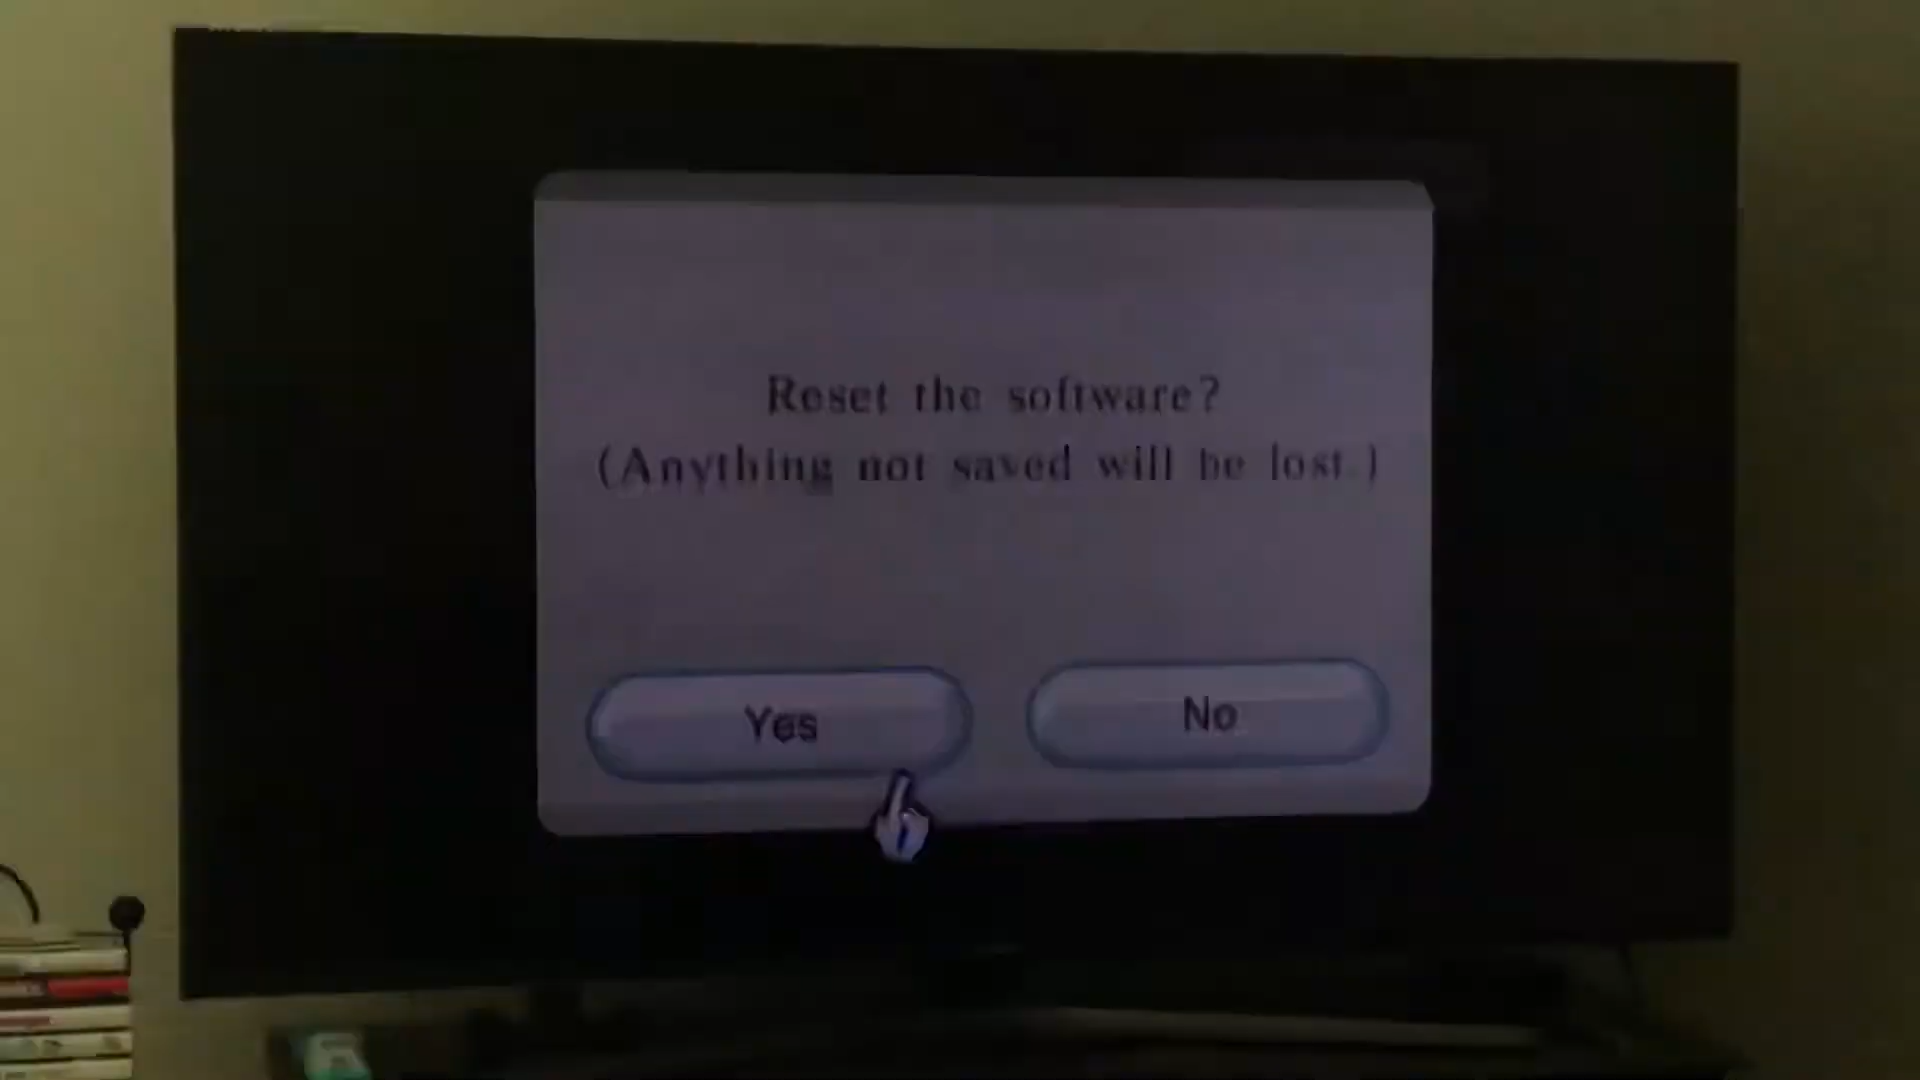 Reset the software?
(Anything not saved will be lost.)
Yes
No